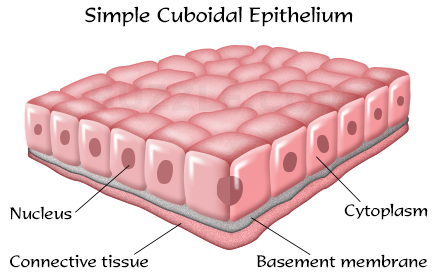 Simple Cuboidal Epithelium
Nucleus
Cytoplasm
Connective tissue
Basement membrane